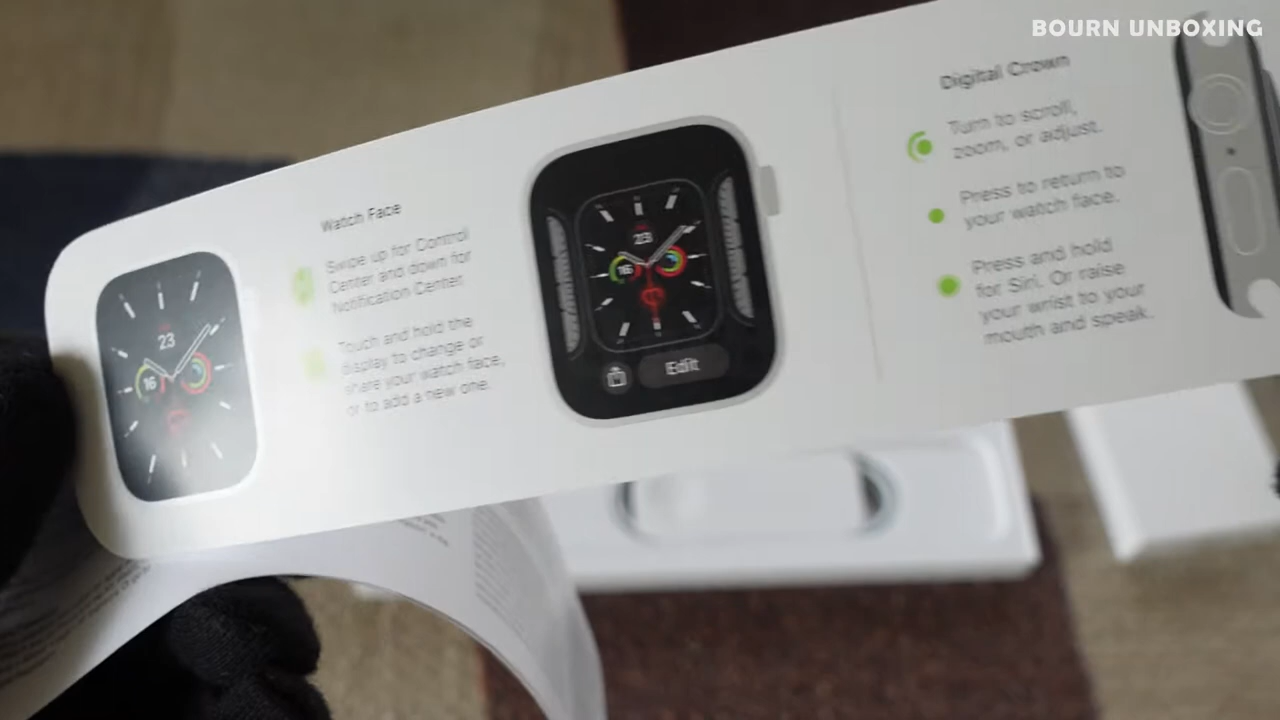 BOURN UNBOXING
Watch Face
Swipe up for Control
Center and down for
Notification Center.
Touch and hold the
display to change or
share your watch face,
or to add a new one.
23
16
23
16
Edit
Digital Crown
Turn to scroll,
zoom, or adjust.
Press to return to
your watch face.
Press and hold
for Siri. Or raise
your wrist to your
mouth and speak.